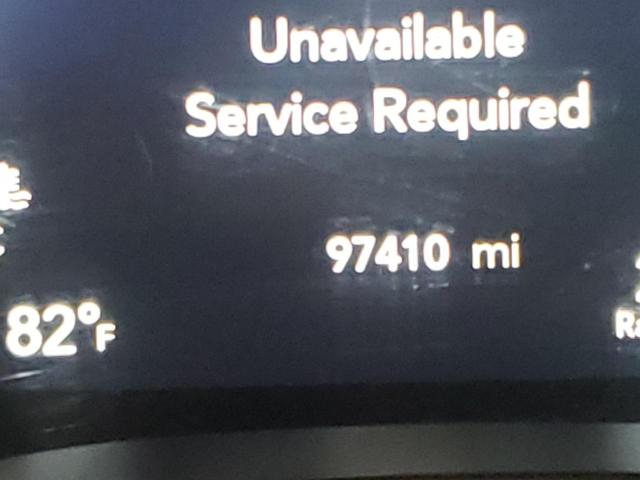 Unavailable
Service Required
97410 mi
82°F